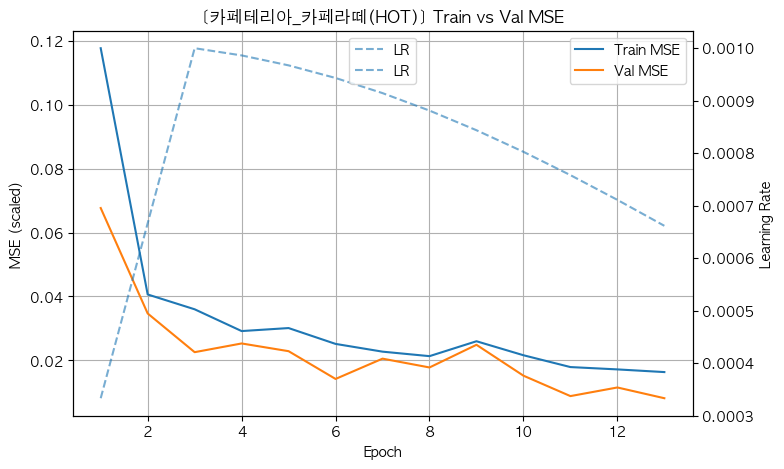 [카페테리아_카페라떼(HOT)] Train vs Val MSE
LR
LR
Train MSE
Val MSE
MSE (scaled)
0.12
0.10
0.08
0.06
0.04
0.02
2
4
6
8
10
12
Epoch
0.0010
0.0009
0.0008
0.0007
0.0006
0.0005
0.0004
0.0003
Learning Rate